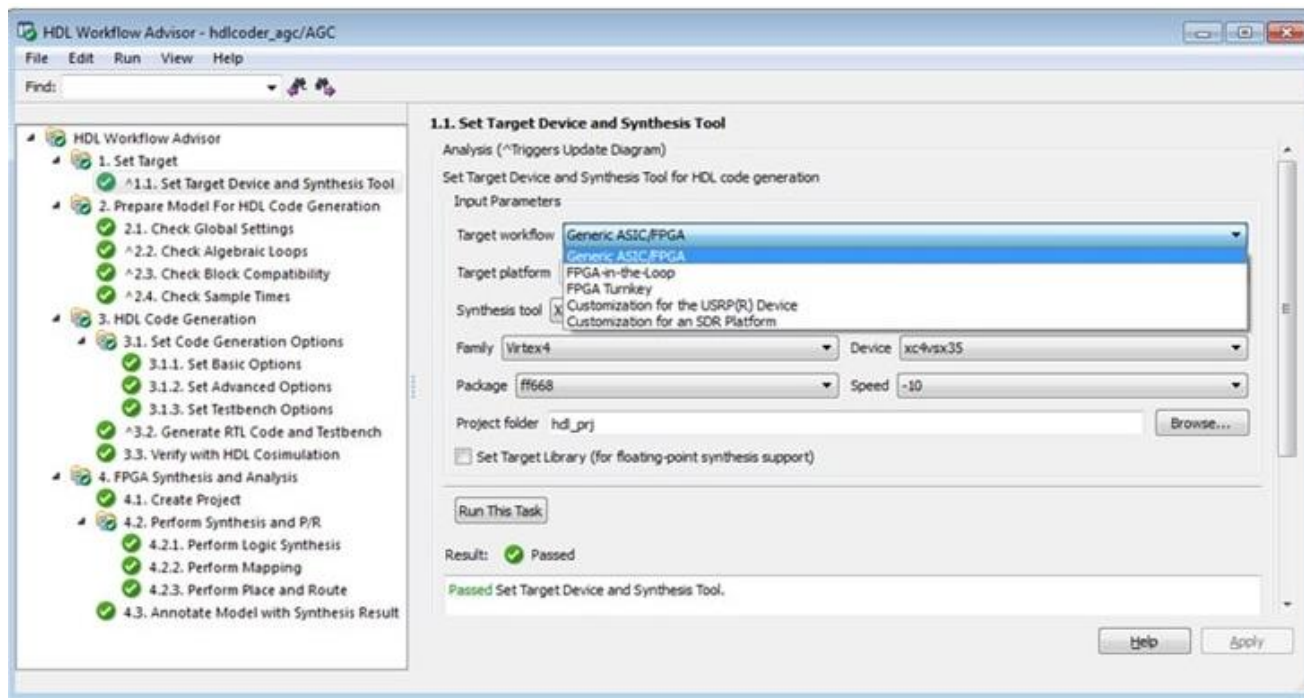 HDL Workflow Advisor - hdlcoder_agc/AGC
File Edit Run View Help
Find:
HDL Workflow Advisor
1. Set Target
^1.1. Set Target Device and Synthesis Tool
2. Prepare Model For HDL Code Generation
2.1. Check Global Settings
^2.2. Check Algebraic Loops
^2.3. Check Block Compatibility
^2.4. Check Sample Times
3. HDL Code Generation
3.1. Set Code Generation Options
3.1.1. Set Basic Options
3.1.2. Set Advanced Options
3.1.3. Set Testbench Options
^3.2. Generate RTL Code and Testbench
3.3. Verify with HDL Cosimulation
4. FPGA Synthesis and Analysis
4.1. Create Project
4.2. Perform Synthesis and P/R
4.2.1. Perform Logic Synthesis
4.2.2. Perform Mapping
4.2.3. Perform Place and Route
4.3. Annotate Model with Synthesis Result
1.1. Set Target Device and Synthesis Tool
Analysis (^Triggers Update Diagram)
Set Target Device and Synthesis Tool for HDL code generation
Input Parameters
Target workflow Generic ASIC/FPGA
Generic ASIC/FPGA
Target platform FPGA-in-the-Loop
FPGA Turnkey
Synthesis tool X Customization for the USRP(R) Device
Customization for an SDR Platform
Family Virtex4 Device xc4vsx35
Package ff668 Speed -10
Project folder hdl_prj Browse...
Set Target Library (for floating-point synthesis support)
Run This Task
Result: Passed
Passed Set Target Device and Synthesis Tool.
Help Apply